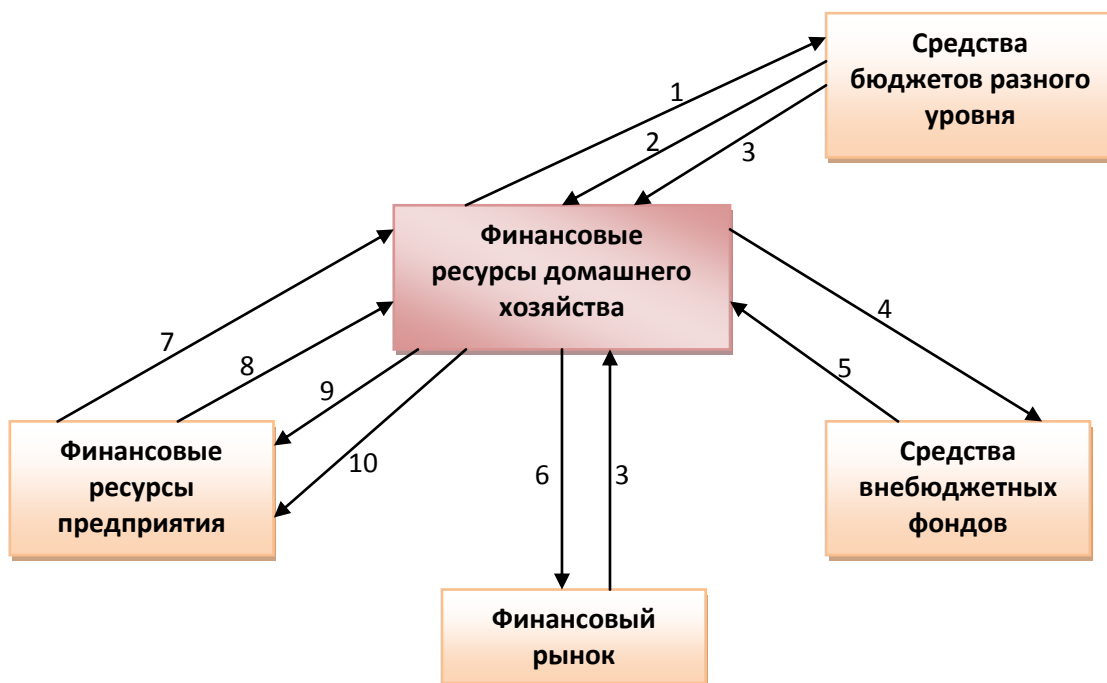 Средства
бюджетов разного
уровня
1
2
3
Финансовые
ресурсы домашнего
хозяйства
4
5
7
8
9
10
6
3
Финансовые
ресурсы
предприятия
Средства
внебюджетных
фондов
Финансовый
рынок